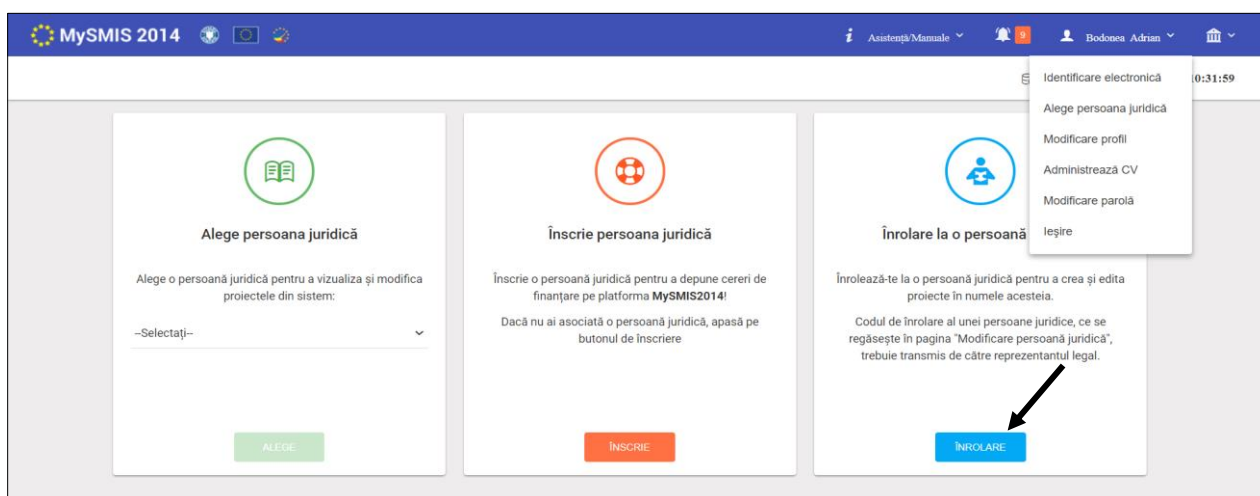 MySMIS 2014
i Asistență/Manuale
9
Bodonea Adrian
0:31:59
Identificare electronică
Alege persoana juridică
Modificare profil
Administrează CV
Modificare parolă
Ieșire
Alege persoana juridică
Alege o persoană juridică pentru a vizualiza și modifica
proiectele din sistem:
--Selectați--
ALEGE
Înscrie persoana juridică
Înscrie o persoană juridică pentru a depune cereri de
finanțare pe platforma MySMIS2014!
Dacă nu ai asociată o persoană juridică, apasă pe
butonul de înscriere
ÎNSCRIE
Înrolare la o persoană
Înrolează-te la o persoană juridică pentru a crea și edita
proiecte în numele acesteia.
Codul de înrolare al unei persoane juridice, ce se
regăsește în pagina "Modificare persoană juridică",
trebuie transmis de către reprezentantul legal.
ÎNROLARE